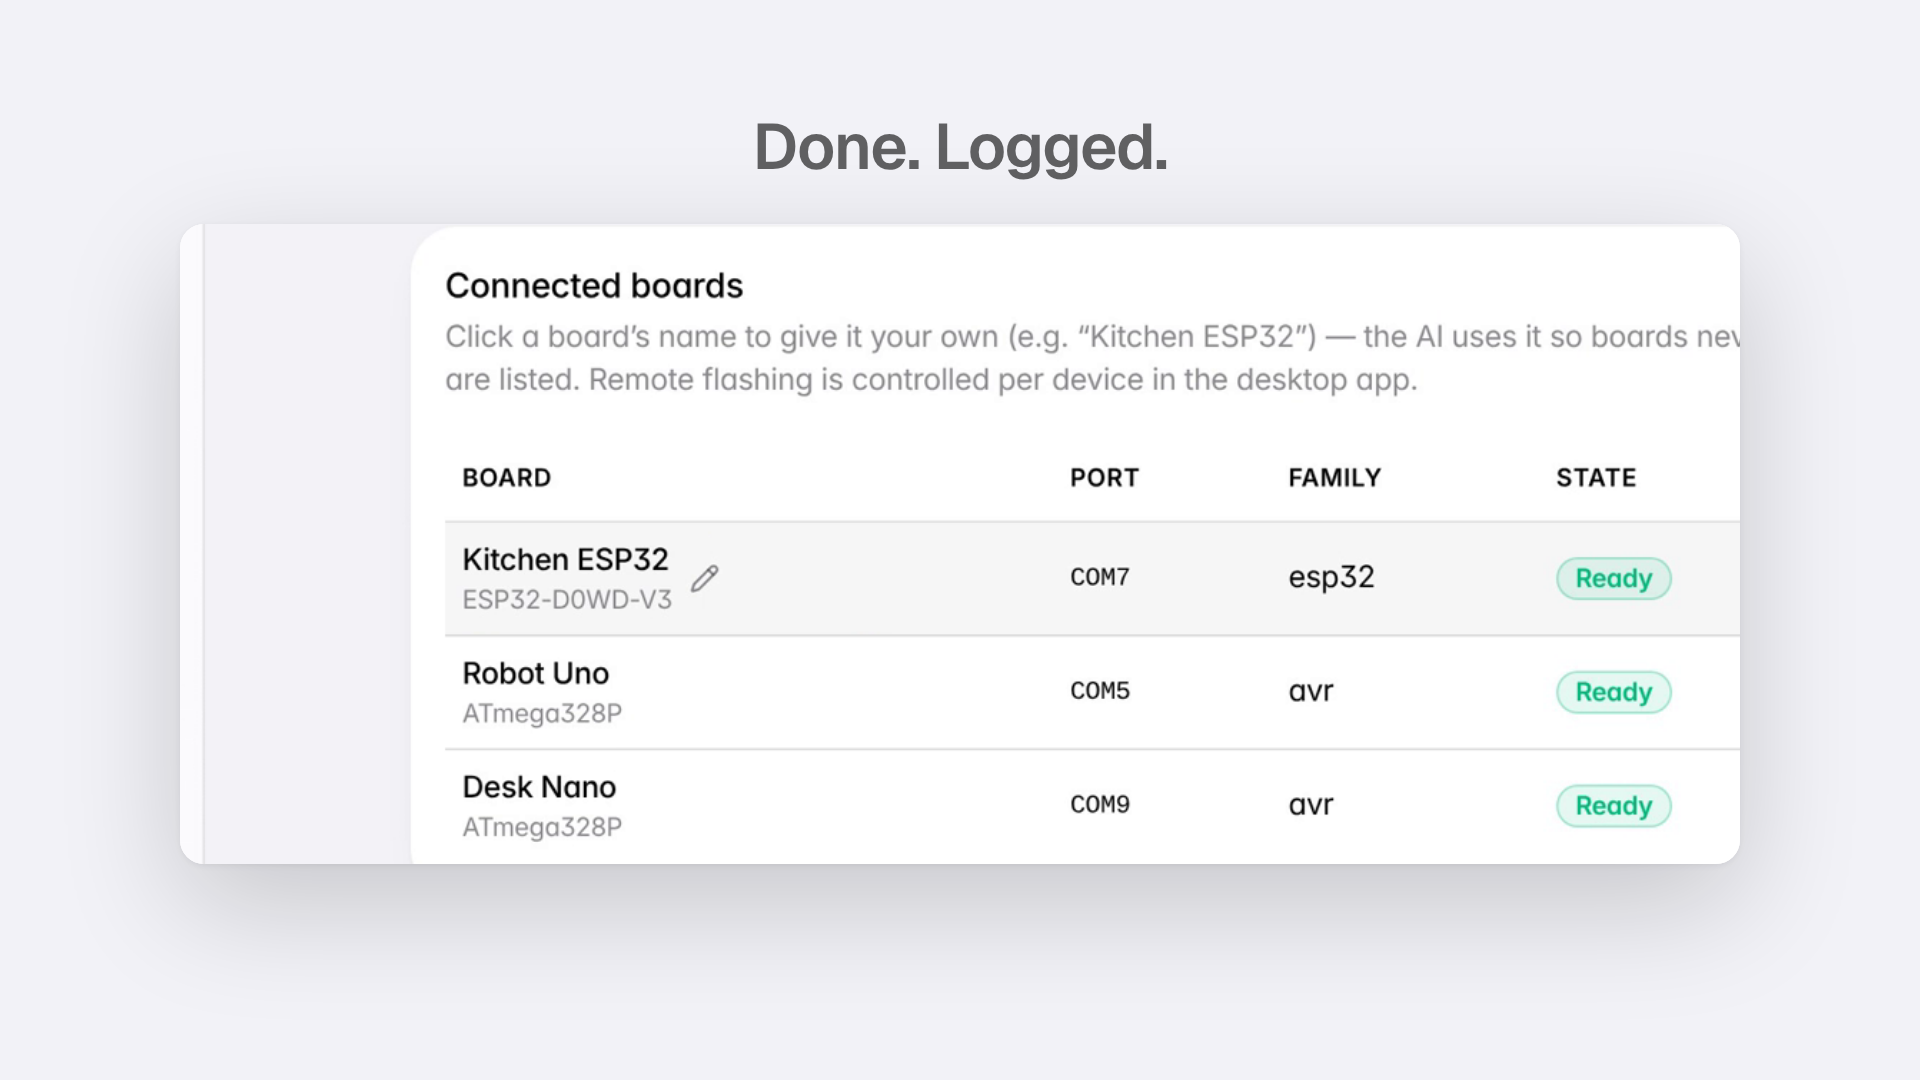 Done. Logged.
Connected boards
Click a board’s name to give it your own (e.g. “Kitchen ESP32”) — the AI uses it so boards
are listed. Remote flashing is controlled per device in the desktop app.
BOARD PORT FAMILY STATE
Kitchen ESP32
ESP32-D0WD-V3 COM7 esp32 Ready
Robot Uno
ATmega328P COM5 avr Ready
Desk Nano
ATmega328P COM9 avr Ready